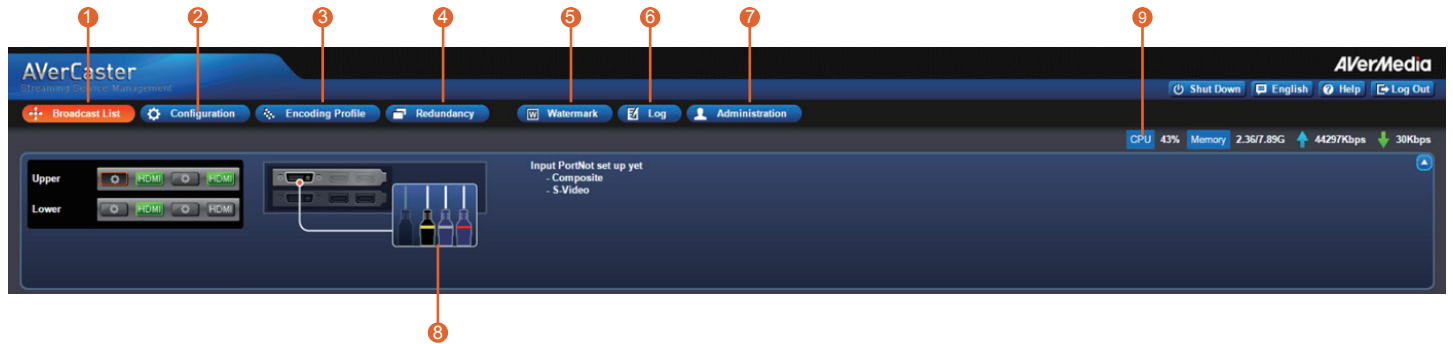 1 2 3 4 5 6 7 9
AVerCaster
Streaming Service Management
AVerMedia
Shut Down English Help Log Out
Broadcast List Configuration Encoding Profile Redundancy W Watermark Log Administration
CPU 43% Memory 2.36/7.89G 44297Kbps 30Kbps
Input PortNot set up yet
- Composite
- S-Video
Upper HDMI HDMI
Lower HDMI HDMI
8